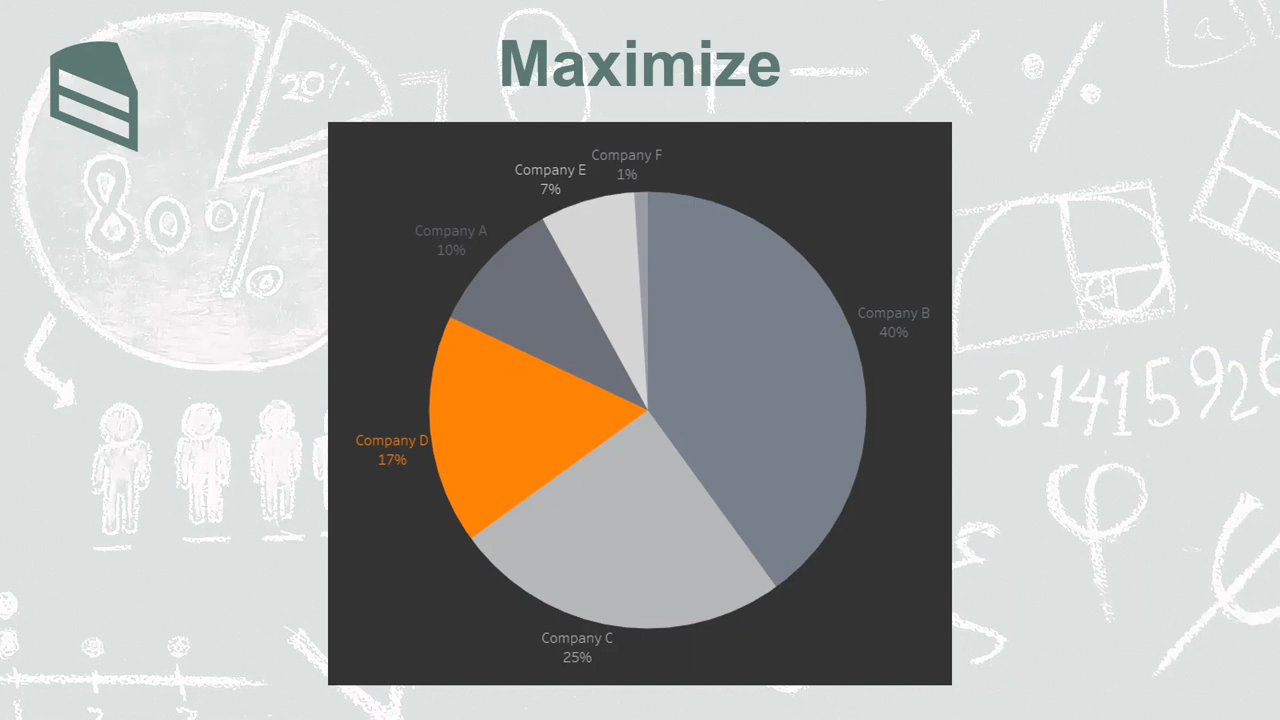 Maximize
20%
80%
a
X %
= 3.1415926
φ
Company F
1%
Company E
7%
Company A
10%
Company B
40%
Company D
17%
Company C
25%